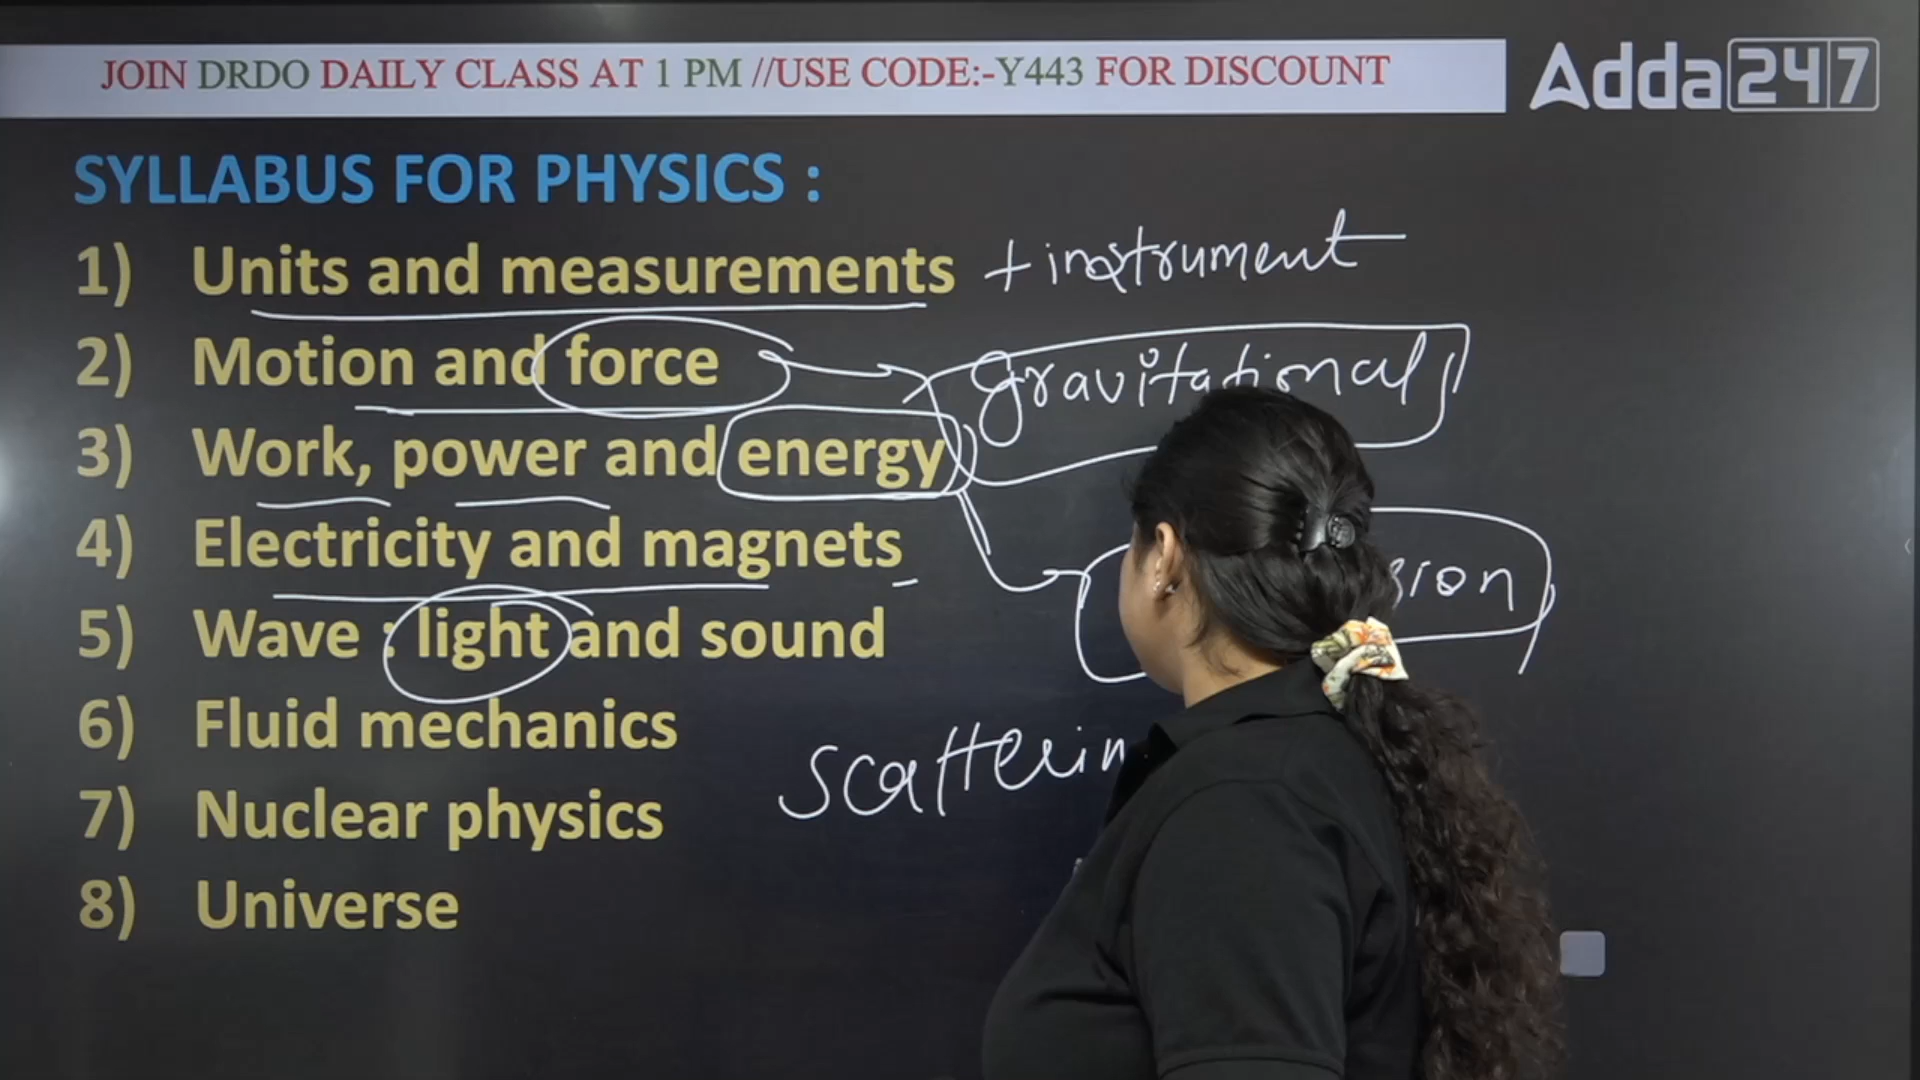 JOIN DRDO DAILY CLASS AT 1 PM //USE CODE:-Y443 FOR DISCOUNT
Adda247
SYLLABUS FOR PHYSICS :
1) Units and measurements + instrument
2) Motion and force gravitational
3) Work, power and energy
4) Electricity and magnets
5) Wave : light and sound
6) Fluid mechanics
7) Nuclear physics
8) Universe